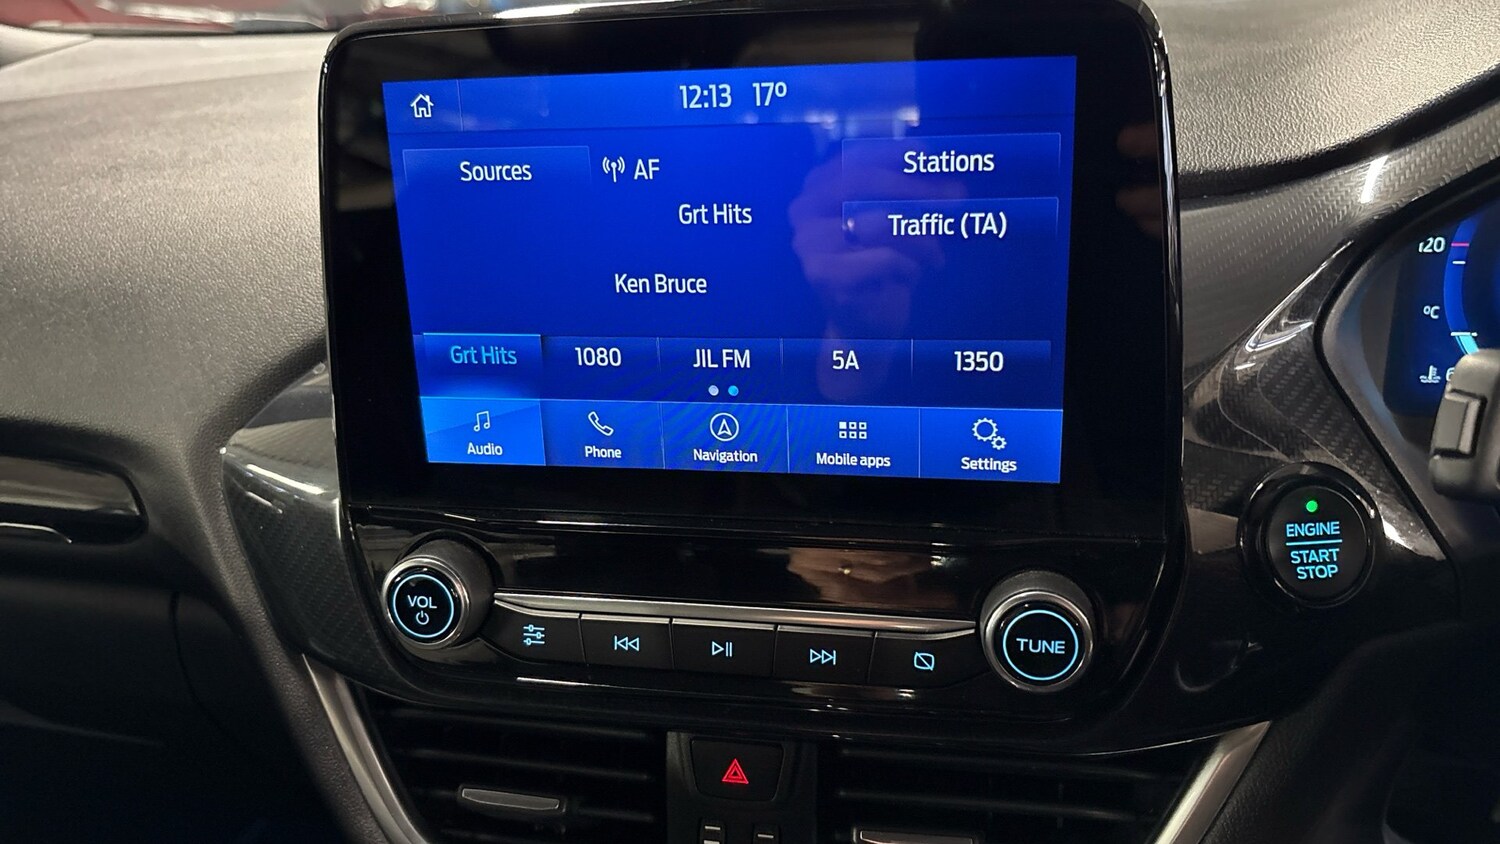 12:13 17º
Sources
AF
Stations
Grt Hits
Traffic (TA)
Ken Bruce
Grt Hits
1080
JIL FM
5A
1350
Audio
Phone
Navigation
Mobile apps
Settings
VOL
TUNE
ENGINE
START
STOP
120
ºC